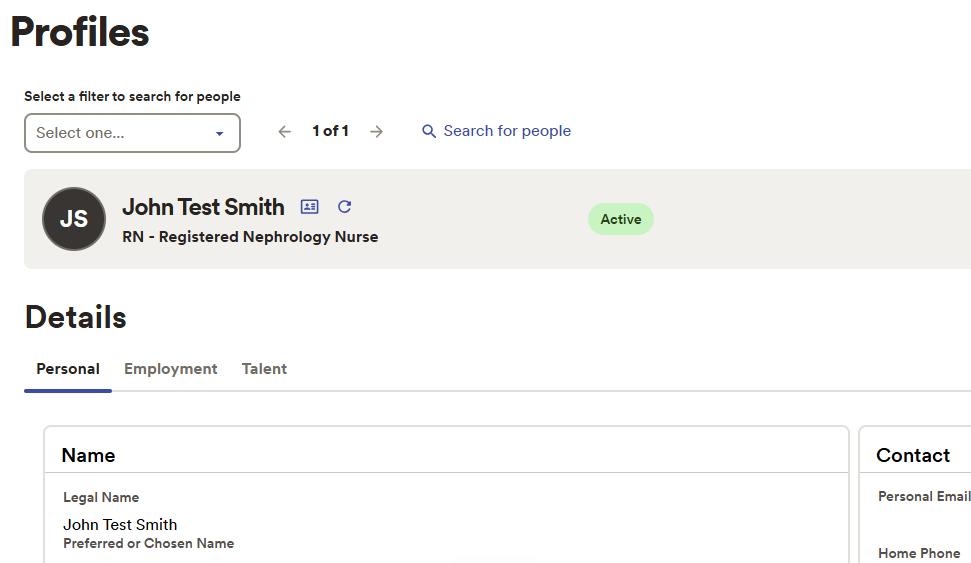 Profiles
Select a filter to search for people
Select one...
1 of 1
Search for people
JS
John Test Smith
RN - Registered Nephrology Nurse
Active
Details
Personal
Employment
Talent
Name
Legal Name
John Test Smith
Preferred or Chosen Name
Contact
Personal Email
Home Phone